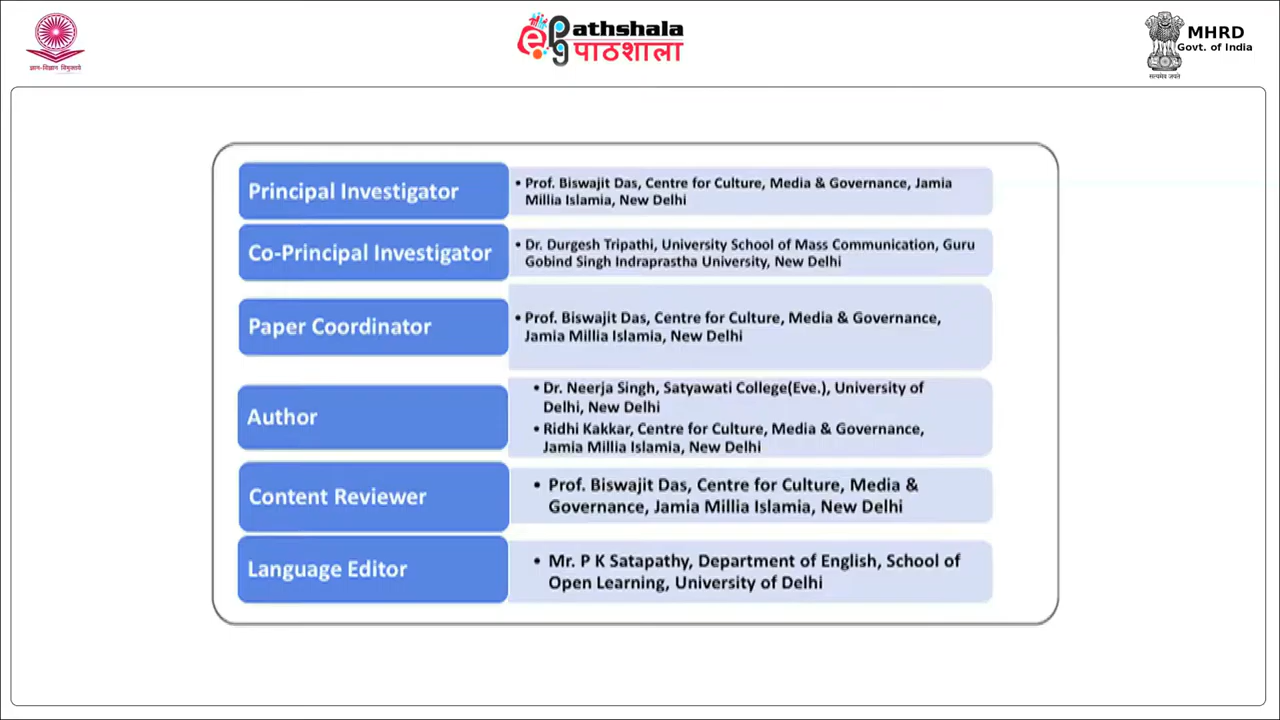 ज्ञान-विज्ञान विमुक्तये
ePathshala
पाठशाला
MHRD
Govt. of India
सत्यमेव जयते
Principal Investigator
• Prof. Biswajit Das, Centre for Culture, Media & Governance, Jamia
Millia Islamia, New Delhi
Co-Principal Investigator
• Dr. Durgesh Tripathi, University School of Mass Communication, Guru
Gobind Singh Indraprastha University, New Delhi
Paper Coordinator
• Prof. Biswajit Das, Centre for Culture, Media & Governance,
Jamia Millia Islamia, New Delhi
Author
• Dr. Neerja Singh, Satyawati College(Eve.), University of
Delhi, New Delhi
• Ridhi Kakkar, Centre for Culture, Media & Governance,
Jamia Millia Islamia, New Delhi
Content Reviewer
• Prof. Biswajit Das, Centre for Culture, Media &
Governance, Jamia Millia Islamia, New Delhi
Language Editor
• Mr. P K Satapathy, Department of English, School of
Open Learning, University of Delhi